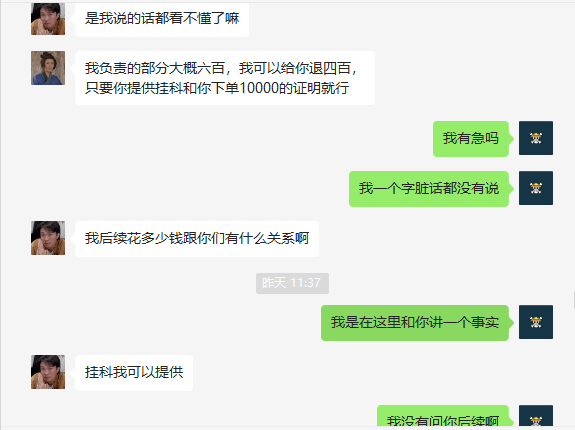 是我说的话都看不懂了嘛
我负责的部分大概六百，我可以给你退四百，
只要你提供挂科和你下单10000的证明就行
我有急吗
我一个字脏话都没有说
我后续花多少钱跟你们有什么关系啊
昨天 11:37
我是在这里和你讲一个事实
挂科我可以提供
我没有问你后续啊